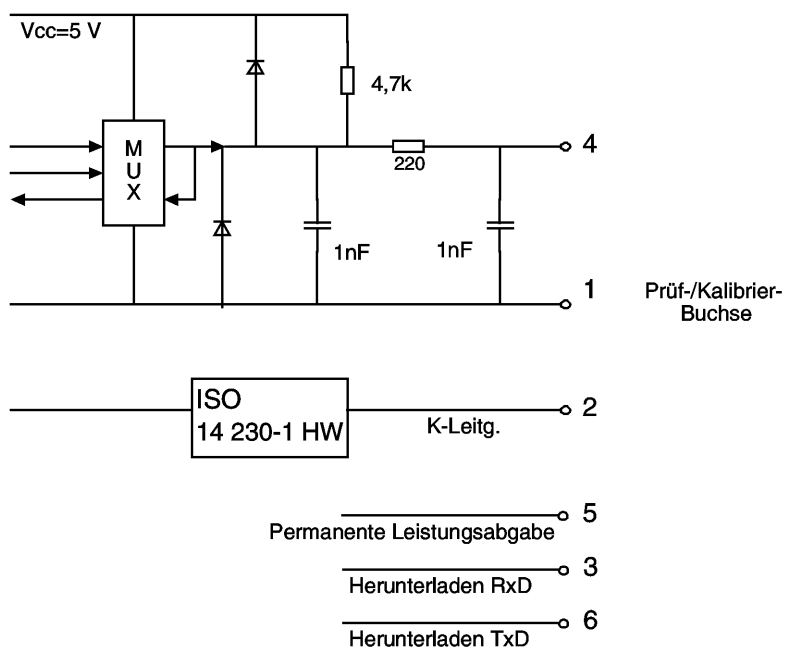 Vcc=5 V
4,7k
M
U
X
220
4
1nF
1nF
1
Prüf-/Kalibrier-
Buchse
ISO
14 230-1 HW
K-Leitg.
2
5
Permanente Leistungsabgabe
3
Herunterladen RxD
6
Herunterladen TxD